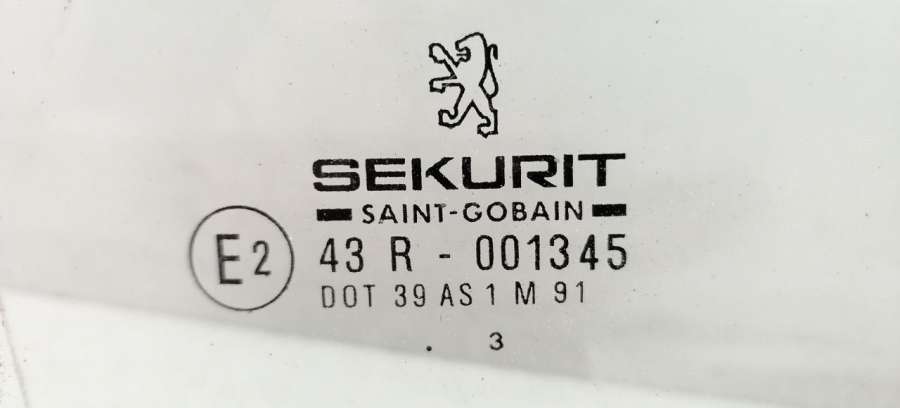 SEKURIT
SAINT-GOBAIN
E2 43 R - 001345
DOT 39 AS 1 M 91
. 3